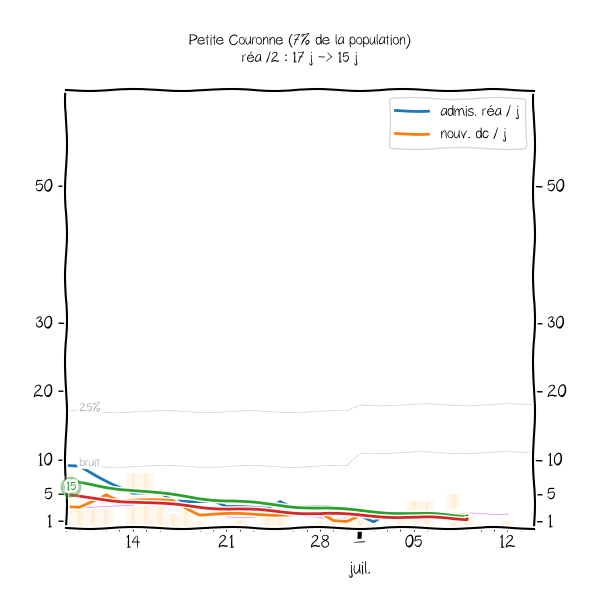 Petite Couronne (7% de la population)
réa /2 : 17 j -> 15 j
admis. réa / j
nouv. dc / j
50 50
30 30
20 20
25%
10 10
bruit
15
5 5
1 1
14 21 28 1 05 12
juil.